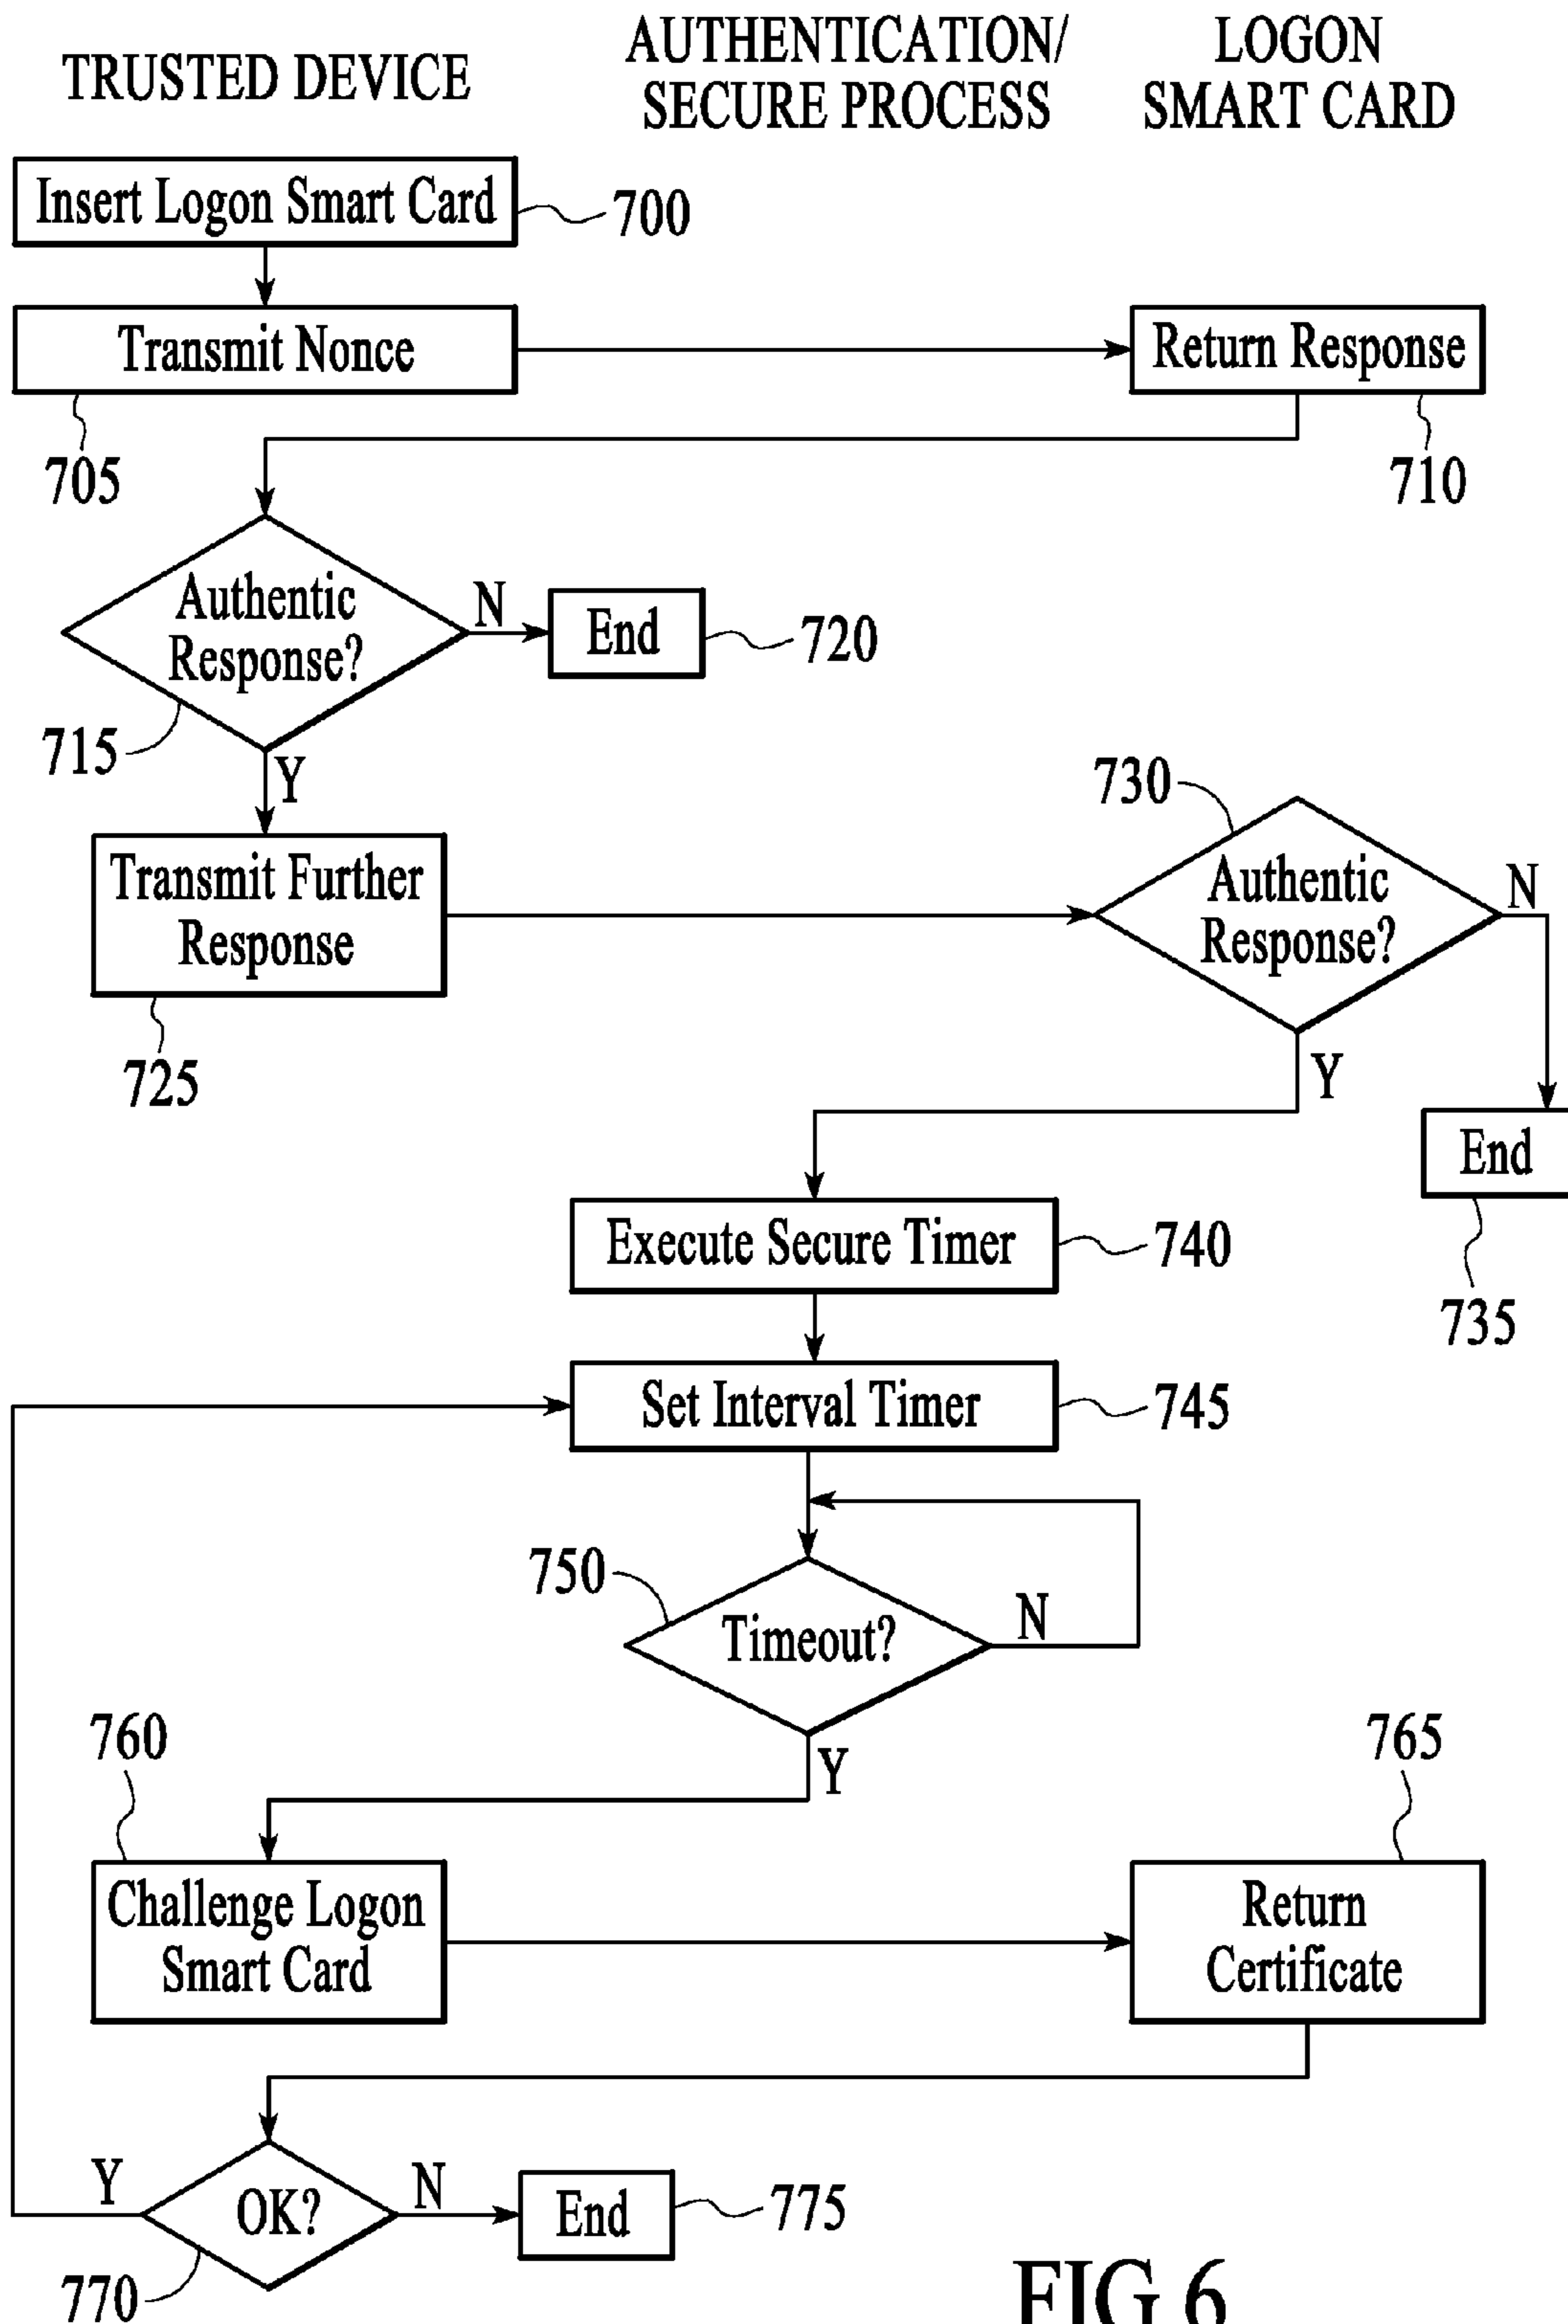 TRUSTED DEVICE
AUTHENTICATION/
SECURE PROCESS
LOGON
SMART CARD
Insert Logon Smart Card
700
Transmit Nonce
Return Response
705
710
Authentic
Response?
N
End
720
715
Y
730
Transmit Further
Response
Authentic
Response?
N
725
Y
End
Execute Secure Timer
740
735
Set Interval Timer
745
750
Timeout?
N
Y
760
765
Challenge Logon
Smart Card
Return
Certificate
Y
OK?
N
End
775
770
FIG 6